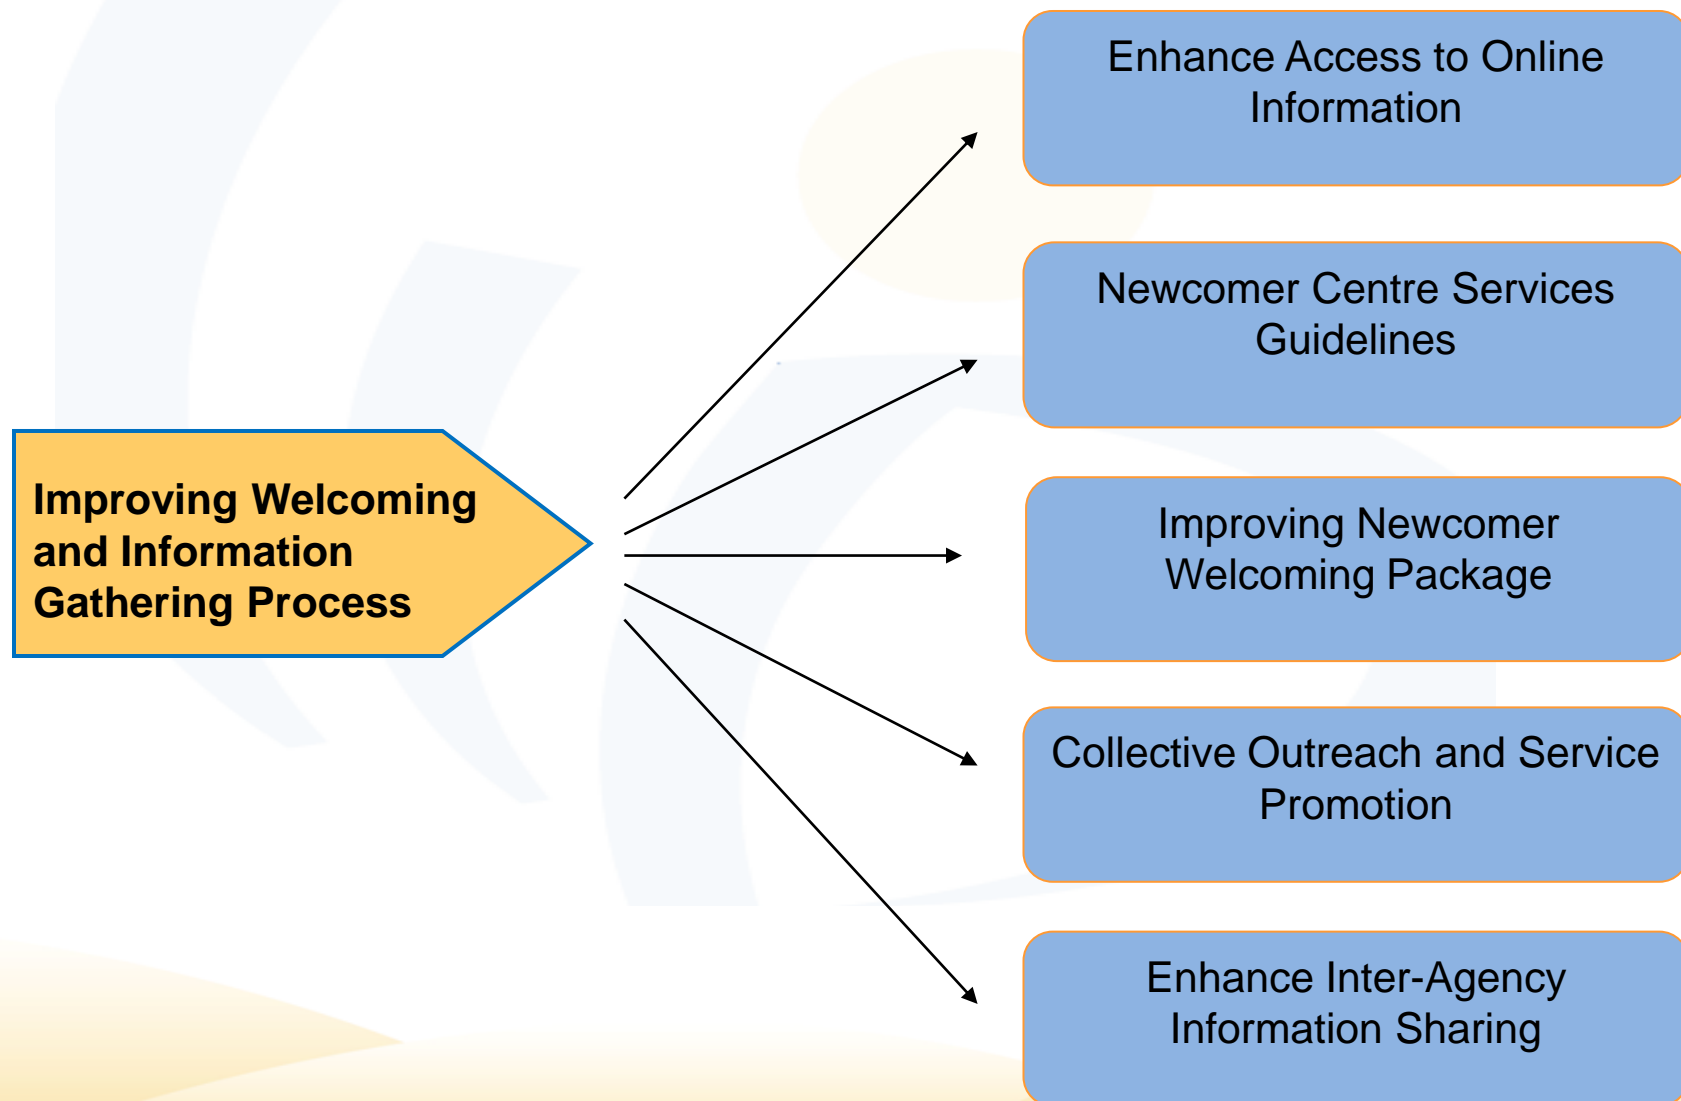 Improving Welcoming
and Information
Gathering Process
Enhance Access to Online
Information
Newcomer Centre Services
Guidelines
Improving Newcomer
Welcoming Package
Collective Outreach and Service
Promotion
Enhance Inter-Agency
Information Sharing